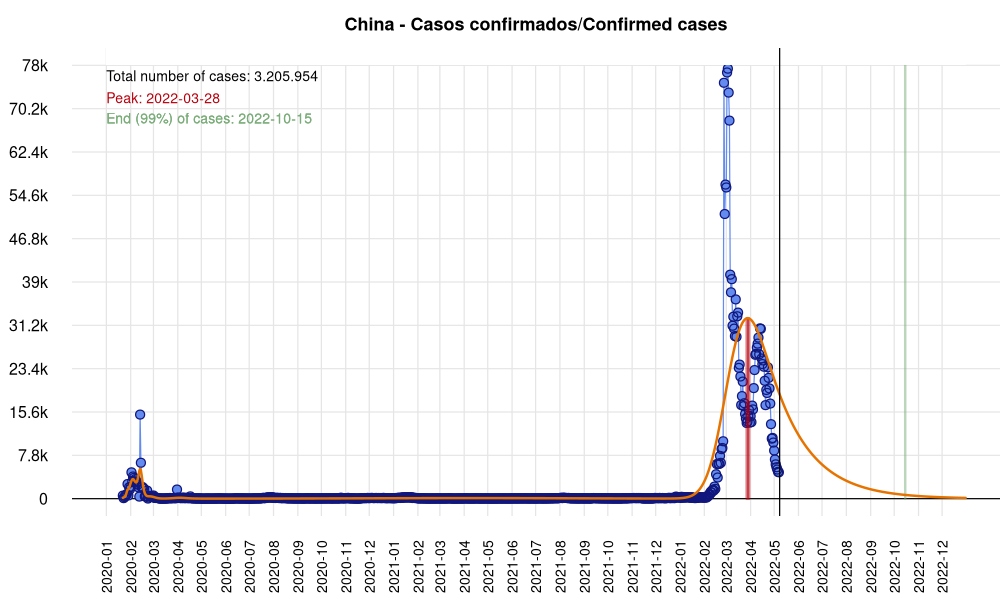 China - Casos confirmados/Confirmed cases
Total number of cases: 3.205.954
Peak: 2022-03-28
End (99%) of cases: 2022-10-15
78k
70.2k
62.4k
54.6k
46.8k
39k
31.2k
23.4k
15.6k
7.8k
0
2020-01
2020-02
2020-03
2020-04
2020-05
2020-06
2020-07
2020-08
2020-09
2020-10
2020-11
2020-12
2021-01
2021-02
2021-03
2021-04
2021-05
2021-06
2021-07
2021-08
2021-09
2021-10
2021-11
2021-12
2022-01
2022-02
2022-03
2022-04
2022-05
2022-06
2022-07
2022-08
2022-09
2022-10
2022-11
2022-12